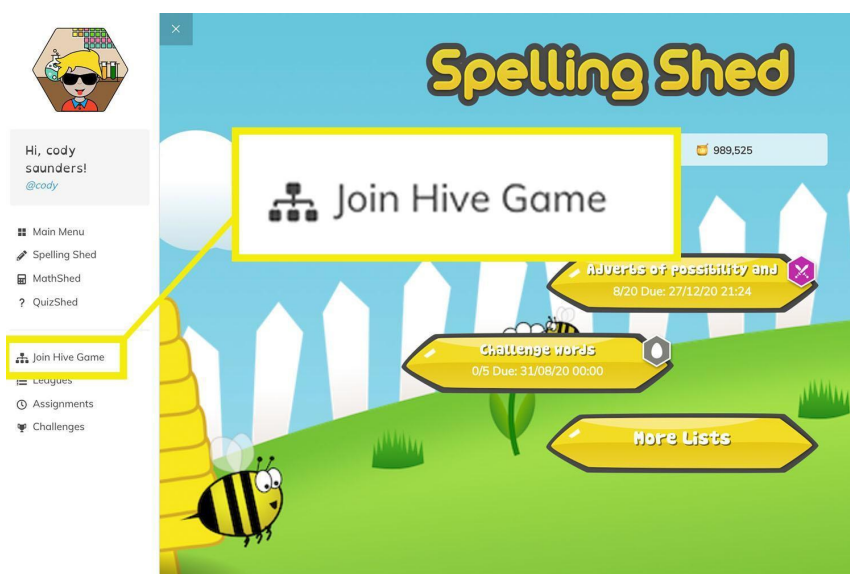 ×
Spelling Shed
Hi, cody
saunders!
@cody
989,525
Join Hive Game
Main Menu
Spelling Shed
MathShed
? QuizShed
Adverbs of possibility and
8/20 Due: 27/12/20 21:24
Join Hive Game
Challenge words
0/5 Due: 31/08/20 00:00
Leagues
Assignments
Challenges
More Lists